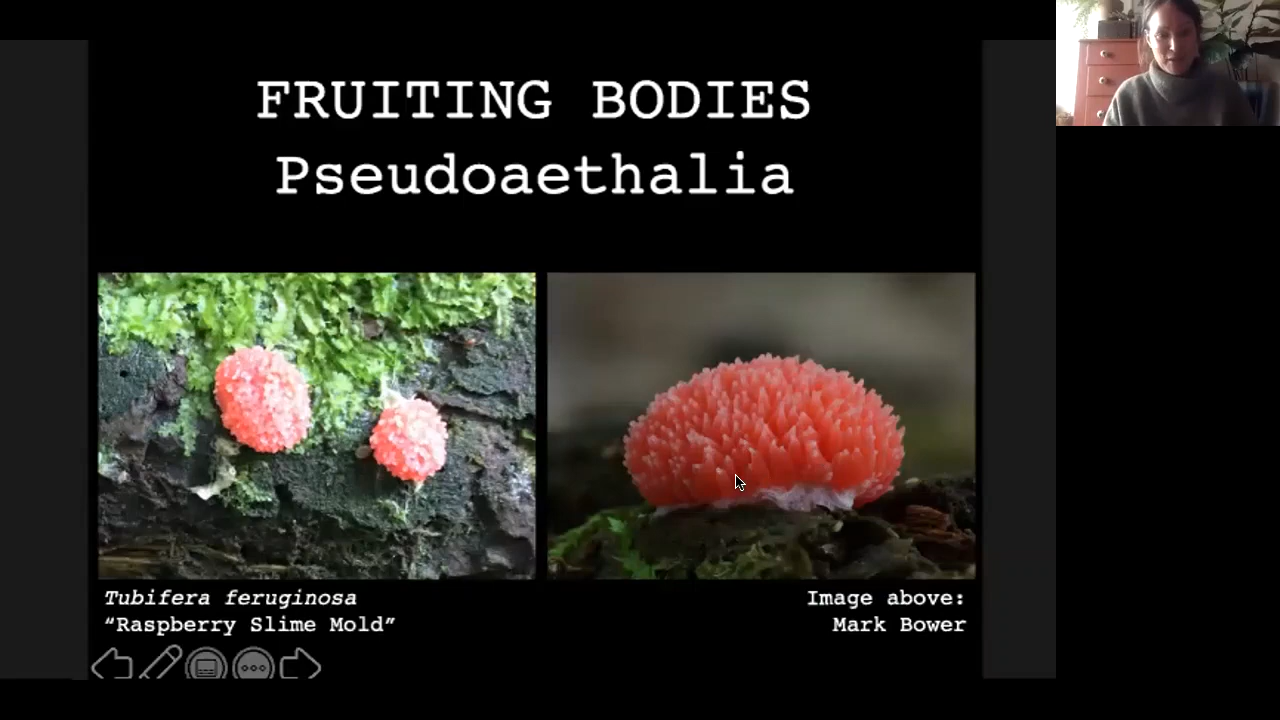 FRUITING BODIES
Pseudoaethalia
Tubifera feruginosa
“Raspberry Slime Mold”
Image above:
Mark Bower